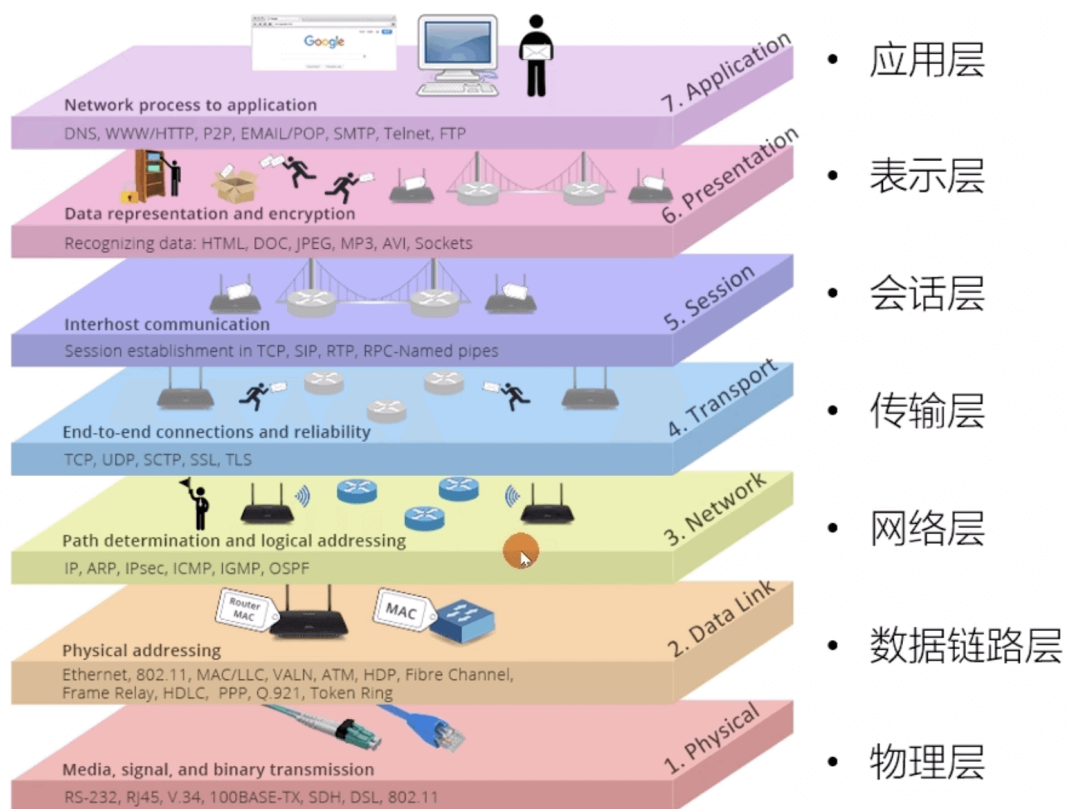 Google
7. Application
应用层
Network process to application
DNS, WWW/HTTP, P2P, EMAIL/POP, SMTP, Telnet, FTP
6. Presentation
表示层
Data representation and encryption
Recognizing data: HTML, DOC, JPEG, MP3, AVI, Sockets
5. Session
会话层
Interhost communication
Session establishment in TCP, SIP, RTP, RPC-Named pipes
4. Transport
传输层
End-to-end connections and reliability
TCP, UDP, SCTP, SSL, TLS
3. Network
网络层
Path determination and logical addressing
IP, ARP, IPsec, ICMP, IGMP, OSPF
Router
MAC
MAC
2. Data Link
数据链路层
Physical addressing
Ethernet, 802.11, MAC/LLC, VALN, ATM, HDP, Fibre Channel,
Frame Relay, HDLC, PPP, Q.921, Token Ring
1. Physical
物理层
Media, signal, and binary transmission
RS-232, RJ45, V.34, 100BASE-TX, SDH, DSL, 802.11